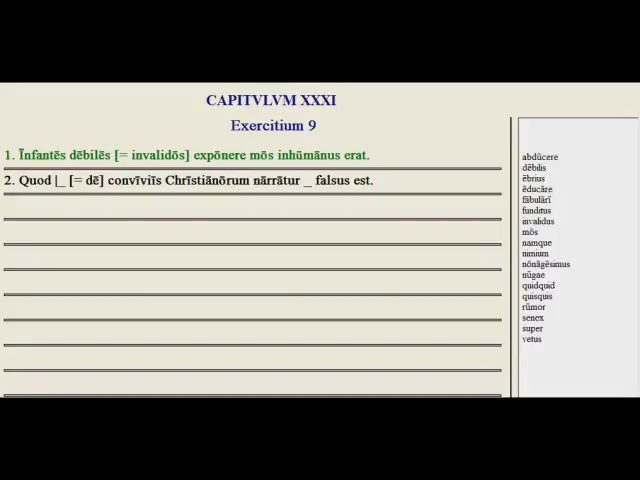 CAPITVLVM XXXI
Exercitium 9
1. Īnfantēs dēbilēs [= invalidōs] expōnere mōs inhūmānus erat.
2. Quod |_ [= dē] convīviīs Chrīstiānōrum nārrātur _ falsus est.
abdūcere
dēbilis
ēbrius
ēducāre
fābulārī
funditus
invalidus
mōs
namque
nimium
nōnāgēsimus
nūgae
quidquid
quisquis
rūmor
senex
super
vetus